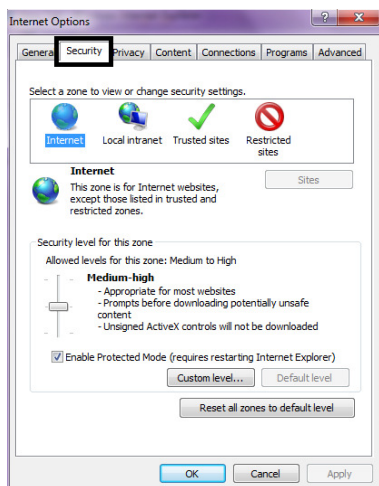 Internet Options
General Security Privacy Content Connections Programs Advanced
Select a zone to view or change security settings.
Internet Local intranet Trusted sites Restricted
sites
Internet
Sites
This zone is for Internet websites,
except those listed in trusted and
restricted zones.
Security level for this zone
Allowed levels for this zone: Medium to High
Medium-high
- Appropriate for most websites
- Prompts before downloading potentially unsafe
content
- Unsigned ActiveX controls will not be downloaded
Enable Protected Mode (requires restarting Internet Explorer)
Custom level... Default level
Reset all zones to default level
OK Cancel Apply